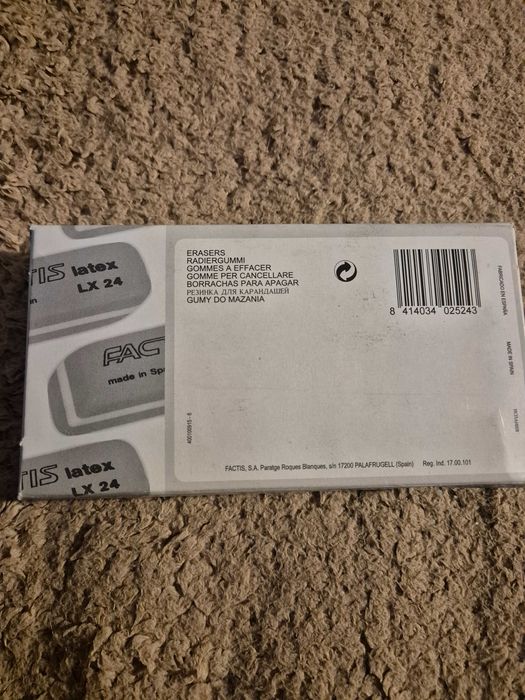 TIS latex
LX 24
FACT
made in Spa
TIS latex
LX 24
ERASERS
RADIERGUMMI
GOMMES A EFFACER
GOMME PER CANCELLARE
BORRACHAS PARA APAGAR
РЕЗИНКА ДЛЯ КАРАНДАШЕЙ
GUMY DO MAZANIA
8 414034 025243
FABRICADO EN ESPAÑA
MADE IN SPAIN
FACTIS, S.A. Paratge Roques Blanques, s/n 17200 PALAFRUGELL (Spain) Reg. Ind. 17.00.101